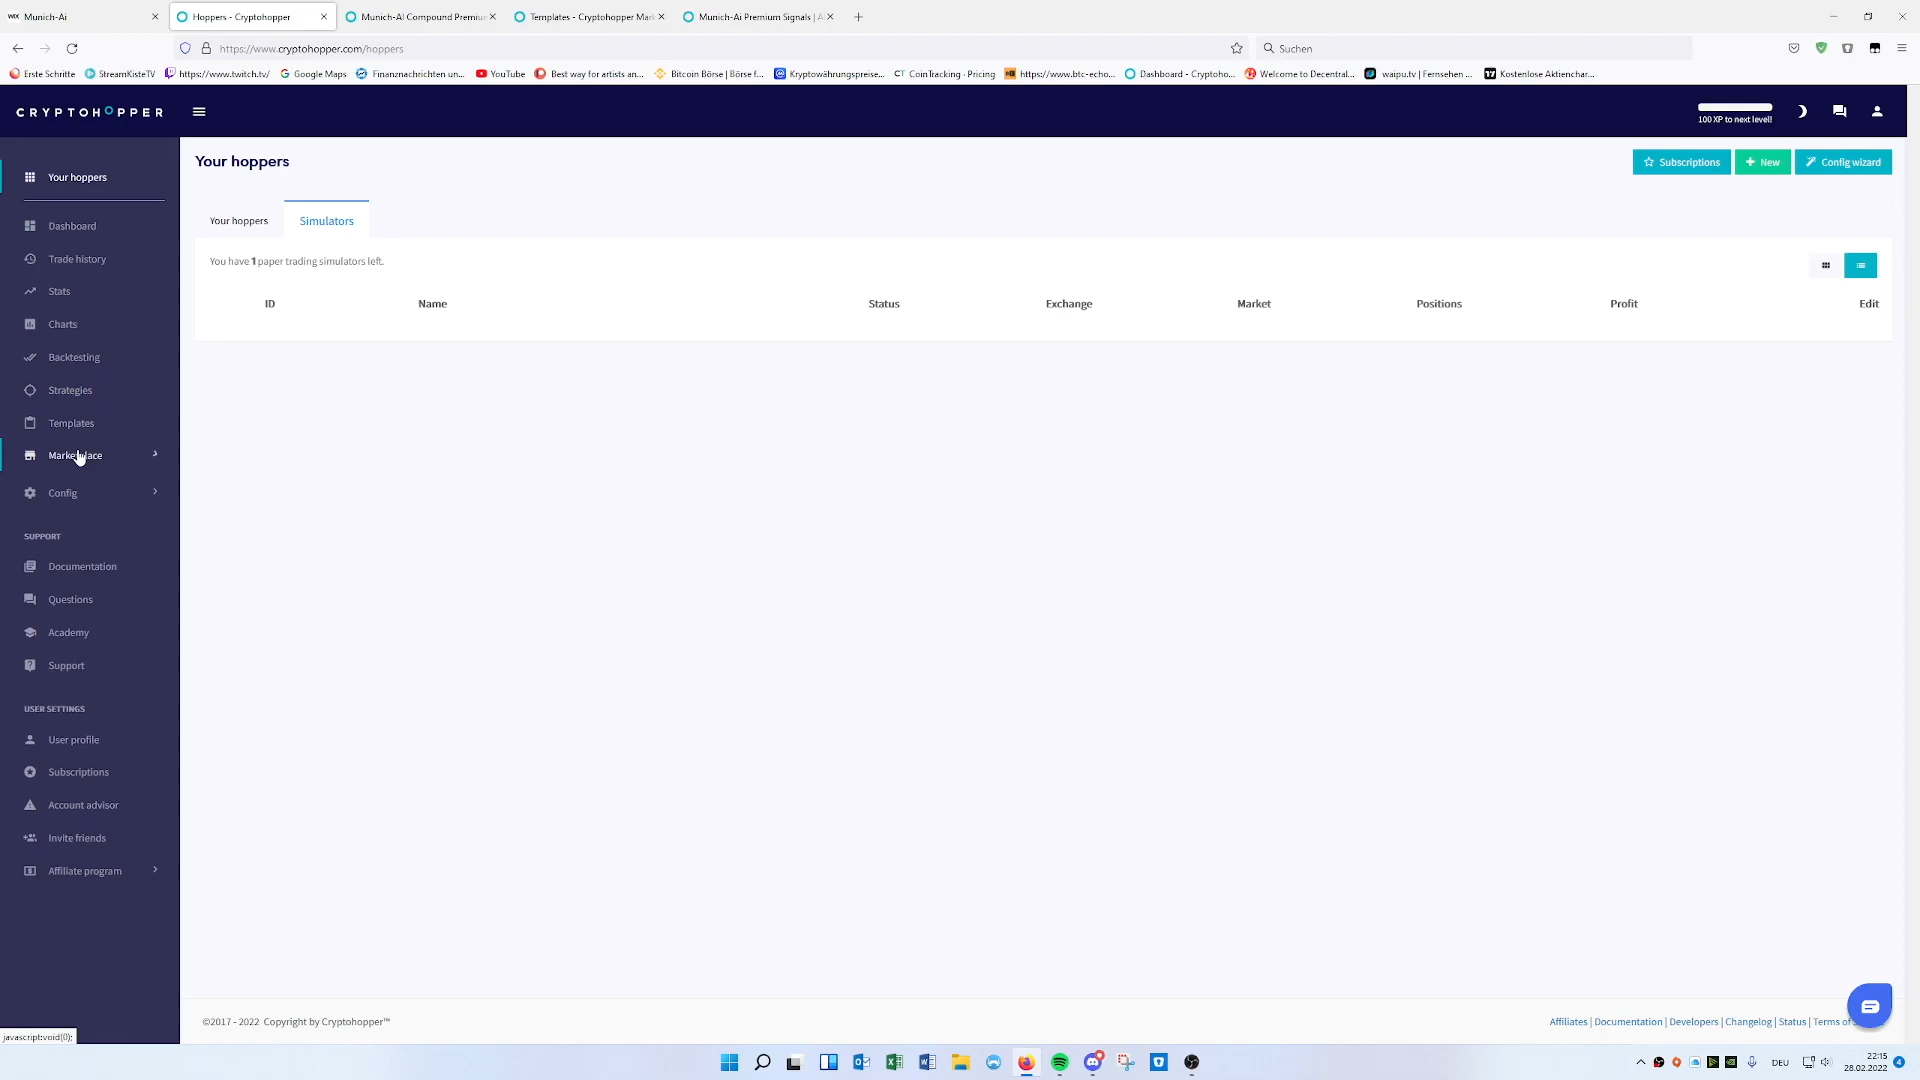 Munich-Ai
Hoppers - Cryptohopper
Munich-AI Compound Premium
Templates - Cryptohopper Mark
Munich-Ai Premium Signals | Al
https://www.cryptohopper.com/hoppers
Suchen
Erste Schritte
StreamKisteTV
https://www.twitch.tv/
Google Maps
Finanznachrichten un...
YouTube
Best way for artists an...
Bitcoin Börse | Börse f...
Kryptowährungspreise...
CoinTracking · Pricing
https://www.btc-echo...
Dashboard - Cryptoho...
Welcome to Decentral...
waipu.tv | Fernsehen ...
Kostenlose Aktienchar...
CRYPTOHOPPER
100 XP to next level!
Your hoppers
Dashboard
Trade history
Stats
Charts
Backtesting
Strategies
Templates
Marketplace
Config
SUPPORT
Documentation
Questions
Academy
Support
USER SETTINGS
User profile
Subscriptions
Account advisor
Invite friends
Affiliate program
javascript:void(0);
Your hoppers
Subscriptions
New
Config wizard
Your hoppers
Simulators
You have 1 paper trading simulators left.
ID Name Status Exchange Market Positions Profit Edit
©2017 - 2022 Copyright by Cryptohopper™
Affiliates | Documentation | Developers | Changelog | Status | Terms of
DEU
22:15
28.02.2022
4